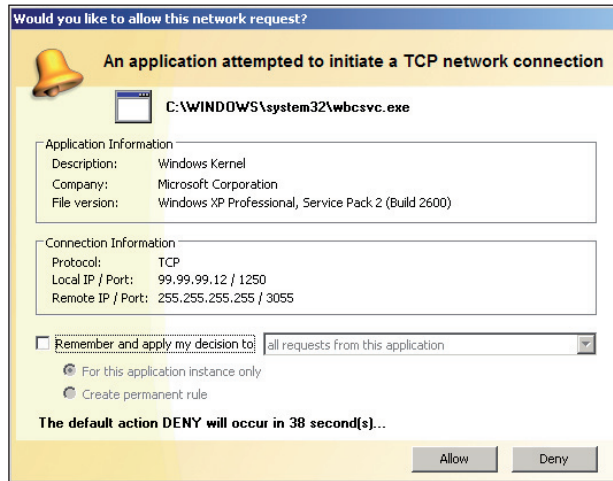 Would you like to allow this network request?
An application attempted to initiate a TCP network connection
C:\WINDOWS\system32\wbcsvc.exe
Application Information
Description: Windows Kernel
Company: Microsoft Corporation
File version: Windows XP Professional, Service Pack 2 (Build 2600)
Connection Information
Protocol: TCP
Local IP / Port: 99.99.99.12 / 1250
Remote IP / Port: 255.255.255.255 / 3055
Remember and apply my decision to all requests from this application
For this application instance only
Create permanent rule
The default action DENY will occur in 38 second(s)...
Allow Deny